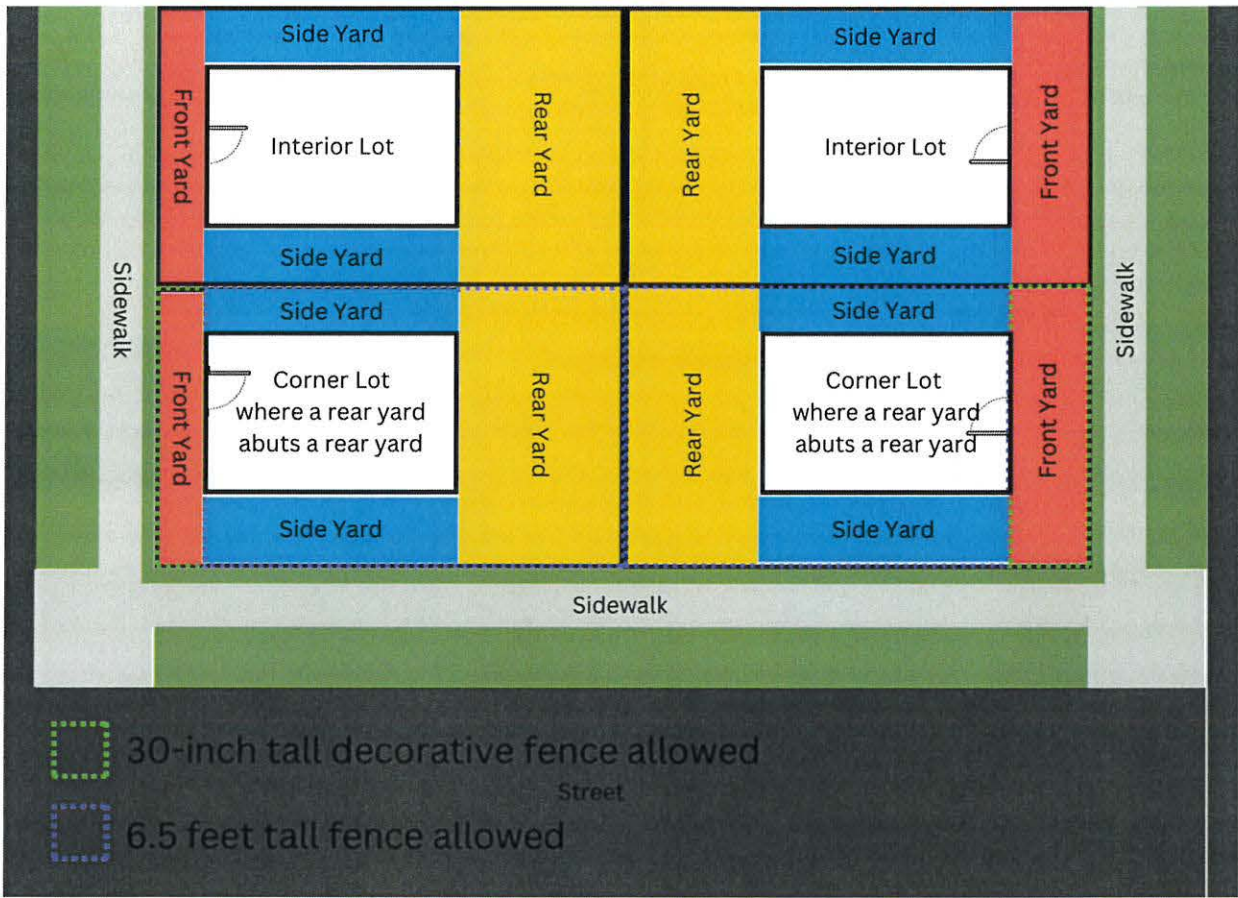 Side Yard
Side Yard
Front Yard
Interior Lot
Rear Yard
Rear Yard
Interior Lot
Front Yard
Side Yard
Side Yard
Sidewalk
Sidewalk
Side Yard
Side Yard
Front Yard
Corner Lot
where a rear yard
abuts a rear yard
Rear Yard
Rear Yard
Corner Lot
where a rear yard
abuts a rear yard
Front Yard
Side Yard
Side Yard
Sidewalk
30-inch tall decorative fence allowed
Street
6.5 feet tall fence allowed